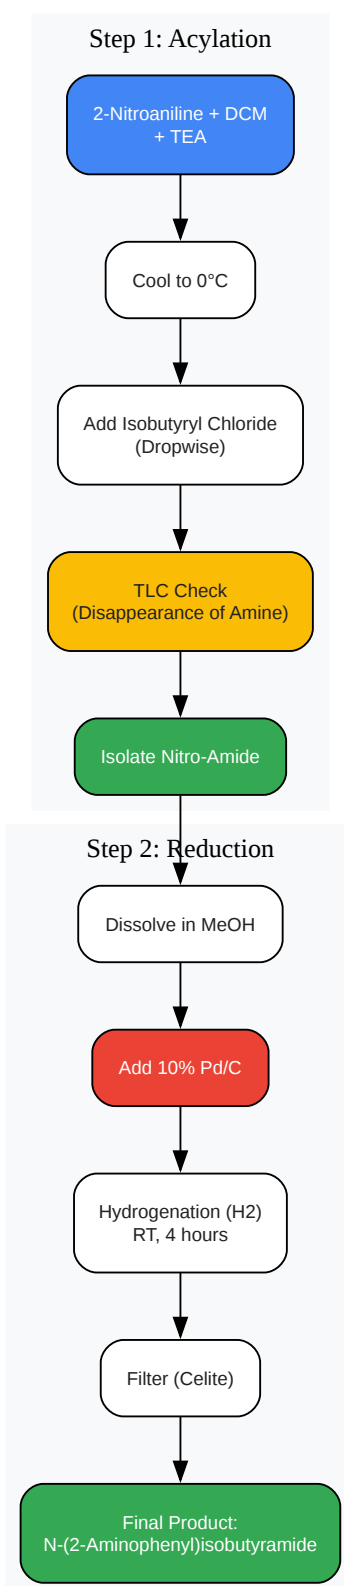 Step 1: Acylation
2-Nitroaniline + DCM
+ TEA
Cool to 0°C
Add Isobutyryl Chloride
(Dropwise)
TLC Check
(Disappearance of Amine)
Isolate Nitro-Amide
Step 2: Reduction
Dissolve in MeOH
Add 10% Pd/C
Hydrogenation (H2)
RT, 4 hours
Filter (Celite)
Final Product:
N-(2-Aminophenyl)isobutyramide